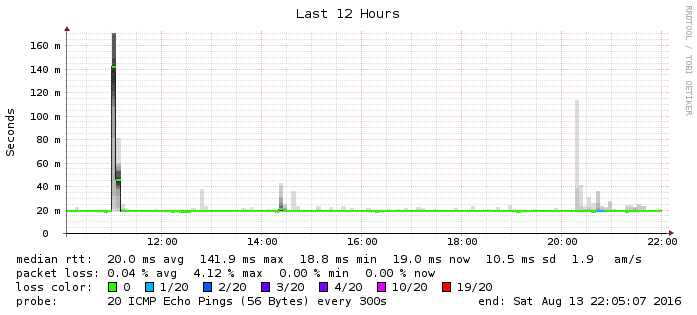 Last 12 Hours
RRDTOOL / TOBI OETIKER
Seconds
160 m
140 m
120 m
100 m
80 m
60 m
40 m
20 m
0
12:00 14:00 16:00 18:00 20:00 22:00
median rtt: 20.0 ms avg 141.9 ms max 18.8 ms min 19.0 ms now 10.5 ms sd 1.9 am/s
packet loss: 0.04 % avg 4.12 % max 0.00 % min 0.00 % now
loss color: 0 1/20 2/20 3/20 4/20 10/20 19/20
probe: 20 ICMP Echo Pings (56 Bytes) every 300s end: Sat Aug 13 22:05:07 2016